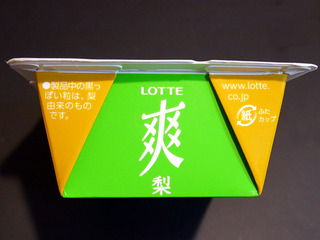 ●製品中の黒っ
ぽい粒は、梨
由来のもの
です。
LOTTE
爽
梨
www.lotte.
co.jp
紙
ふた
カップ